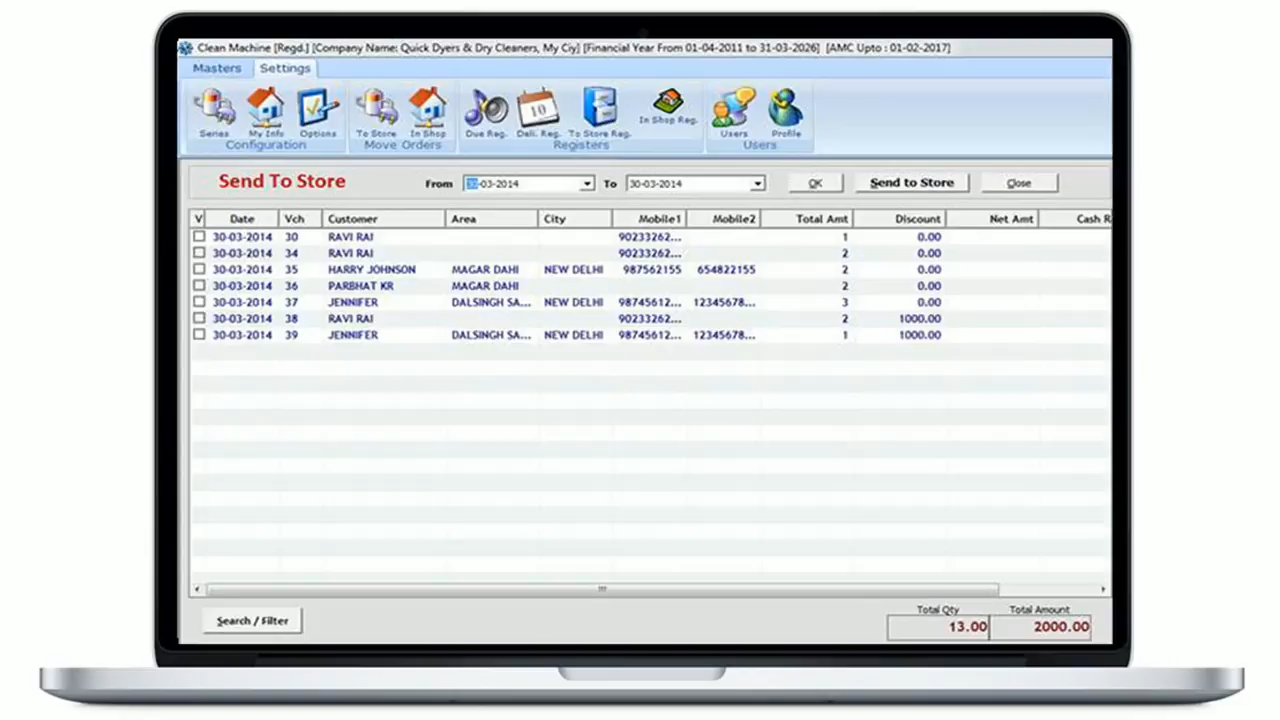 Clean Machine [Regd.] [Company Name: Quick Dyers & Dry Cleaners, My Ciy] [Financial Year From 01-04-2011 to 31-03-2026] [AMC Upto : 01-02-2017]
Masters Settings
Series My Info Options To Store In Shop Due Reg. Deli. Reg. To Store Reg. In Shop Reg. Users Profile
Configuration Move Orders Registers Users
Send To Store From 30-03-2014 To 30-03-2014 OK Send to Store Close
V Date Vch Customer Area City Mobile1 Mobile2 Total Amt Discount Net Amt Cash R
30-03-2014 30 RAVI RAI 90233262... 1 0.00
30-03-2014 34 RAVI RAI 90233262... 2 0.00
30-03-2014 35 HARRY JOHNSON MAGAR DAHI NEW DELHI 987562155 654822155 2 0.00
30-03-2014 36 PARBHAT KR MAGAR DAHI 2 0.00
30-03-2014 37 JENNIFER DALSINGH SA... NEW DELHI 98745612... 12345678... 3 0.00
30-03-2014 38 RAVI RAI 90233262... 2 1000.00
30-03-2014 39 JENNIFER DALSINGH SA... NEW DELHI 98745612... 12345678... 1 1000.00
Total Qty Total Amount
Search / Filter 13.00 2000.00